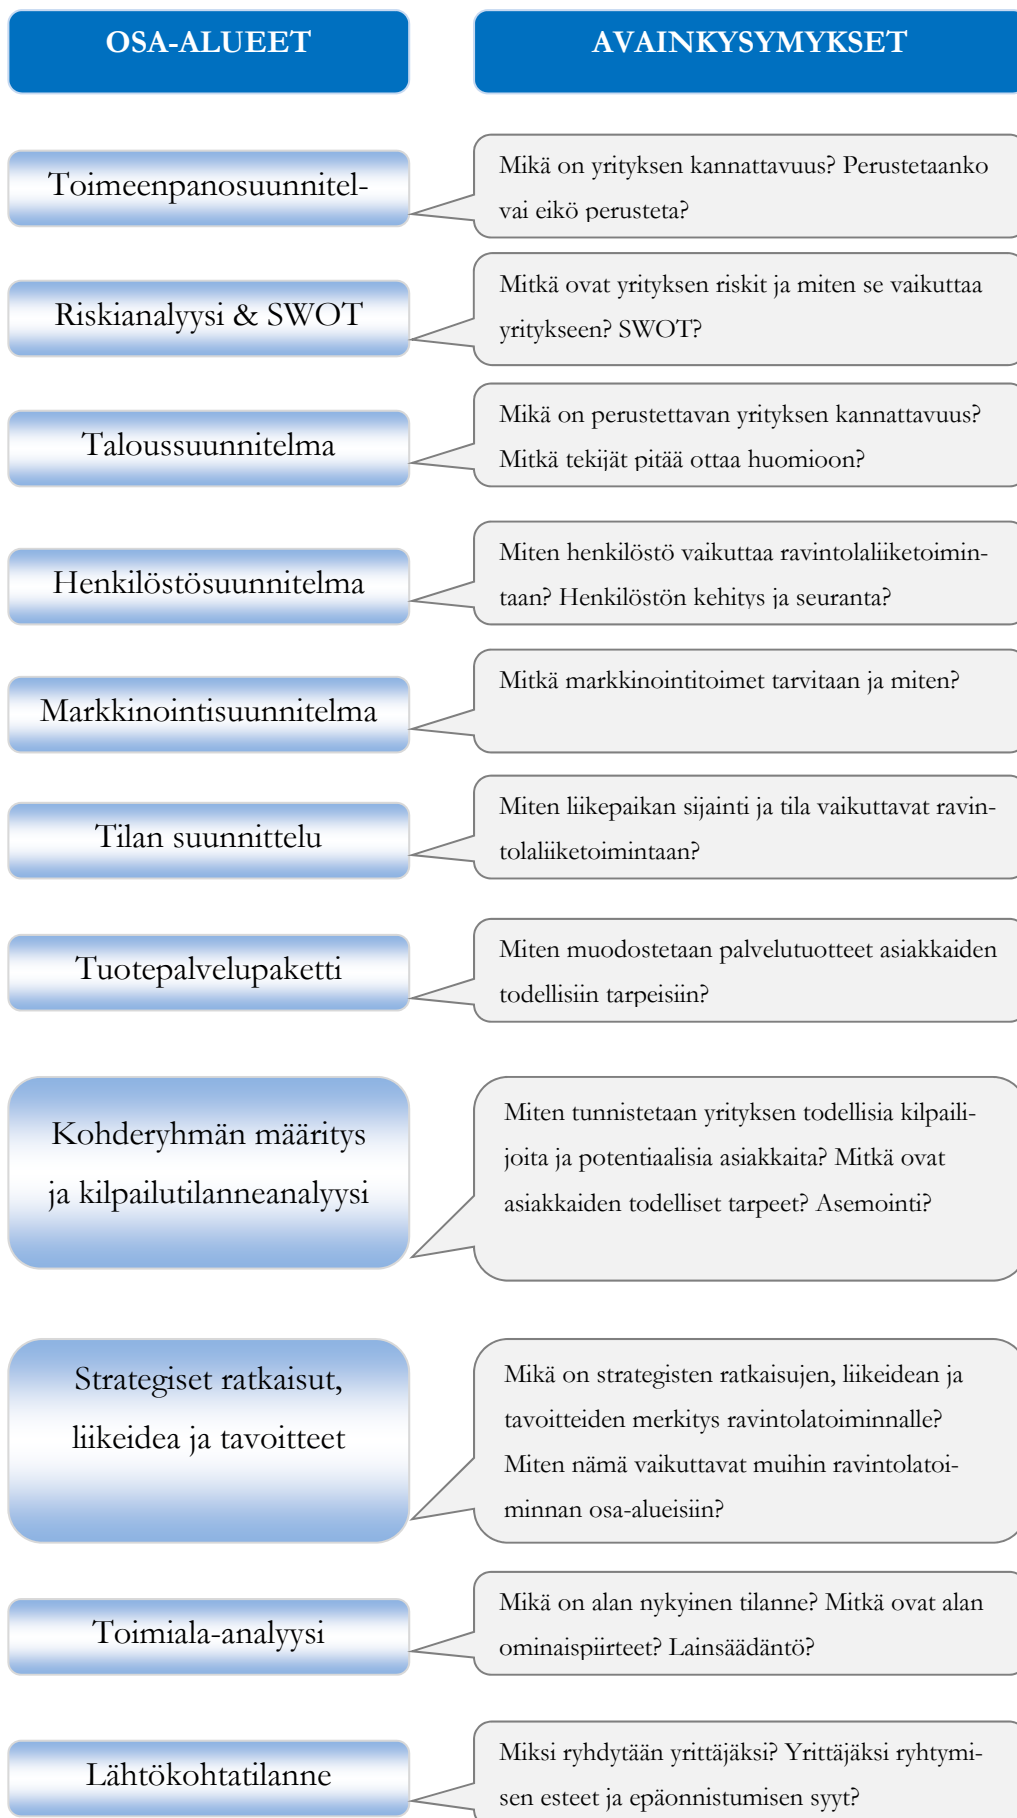 OSA-ALUEET
AVAINKYSYMYKSET
Toimeenpanosuunnitel-
Mikä on yrityksen kannattavuus? Perustetaanko
vai eikö perusteta?
Riskianalyysi & SWOT
Mitkä ovat yrityksen riskit ja miten se vaikuttaa
yritykseen? SWOT?
Taloussuunnitelma
Mikä on perustettavan yrityksen kannattavuus?
Mitkä tekijät pitää ottaa huomioon?
Henkilöstösuunnitelma
Miten henkilöstö vaikuttaa ravintolaliiketoimin-
taan? Henkilöstön kehitys ja seuranta?
Markkinointisuunnitelma
Mitkä markkinointitoimet tarvitaan ja miten?
Tilan suunnittelu
Miten liikepaikan sijainti ja tila vaikuttavat ravin-
tolaliiketoimintaan?
Tuotepalvelupaketti
Miten muodostetaan palvelutuotteet asiakkaiden
todellisiin tarpeisiin?
Kohderyhmän määritys
ja kilpailutilanneanalyysi
Miten tunnistetaan yrityksen todellisia kilpaili-
joita ja potentiaalisia asiakkaita? Mitkä ovat
asiakkaiden todelliset tarpeet? Asemointi?
Strategiset ratkaisut,
liikeidea ja tavoitteet
Mikä on strategisten ratkaisujen, liikeidean ja
tavoitteiden merkitys ravintolatoiminnalle?
Miten nämä vaikuttavat muihin ravintolatoi-
minnan osa-alueisiin?
Toimiala-analyysi
Mikä on alan nykyinen tilanne? Mitkä ovat alan
ominaispiirteet? Lainsäädäntö?
Lähtökohtatilanne
Miksi ryhdytään yrittäjäksi? Yrittäjäksi ryhtymi-
sen esteet ja epäonnistumisen syyt?